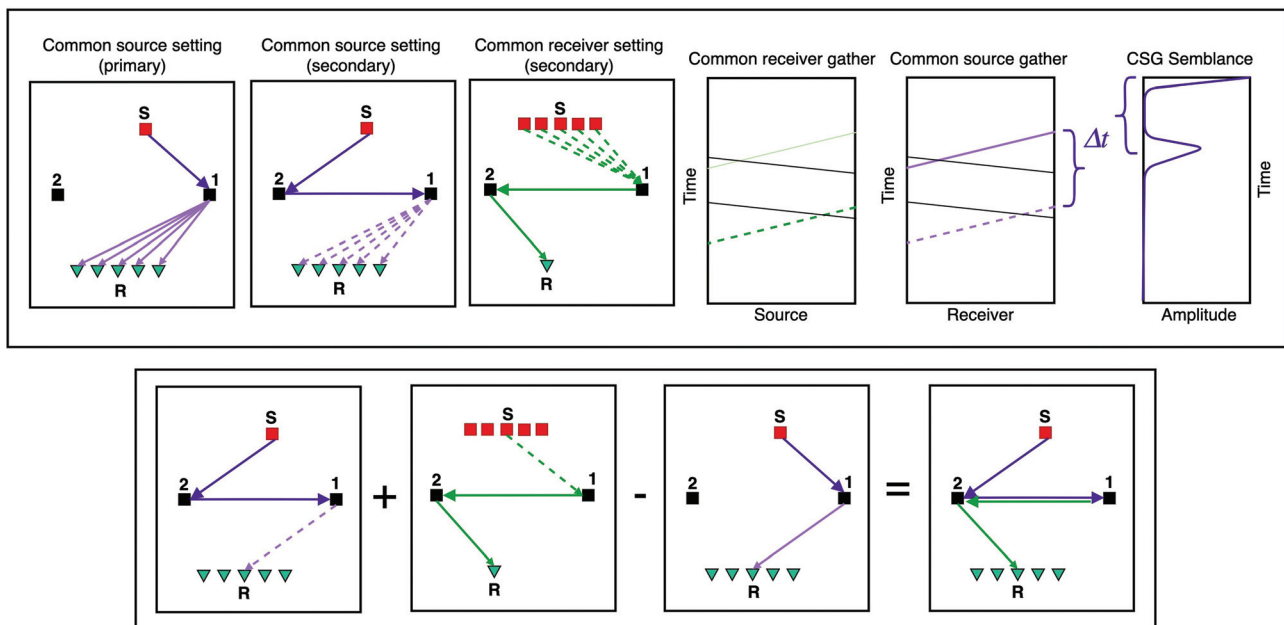 Common source setting
(primary)
S
2
1
R
Common source setting
(secondary)
S
2
1
R
Common receiver setting
(secondary)
S
2
1
R
Common receiver gather
Time
Source
Common source gather
Time
Receiver
Δt
CSG Semblance
Time
Amplitude
S
2
1
R
+
S
2
1
R
-
S
2
1
R
=
S
2
1
R